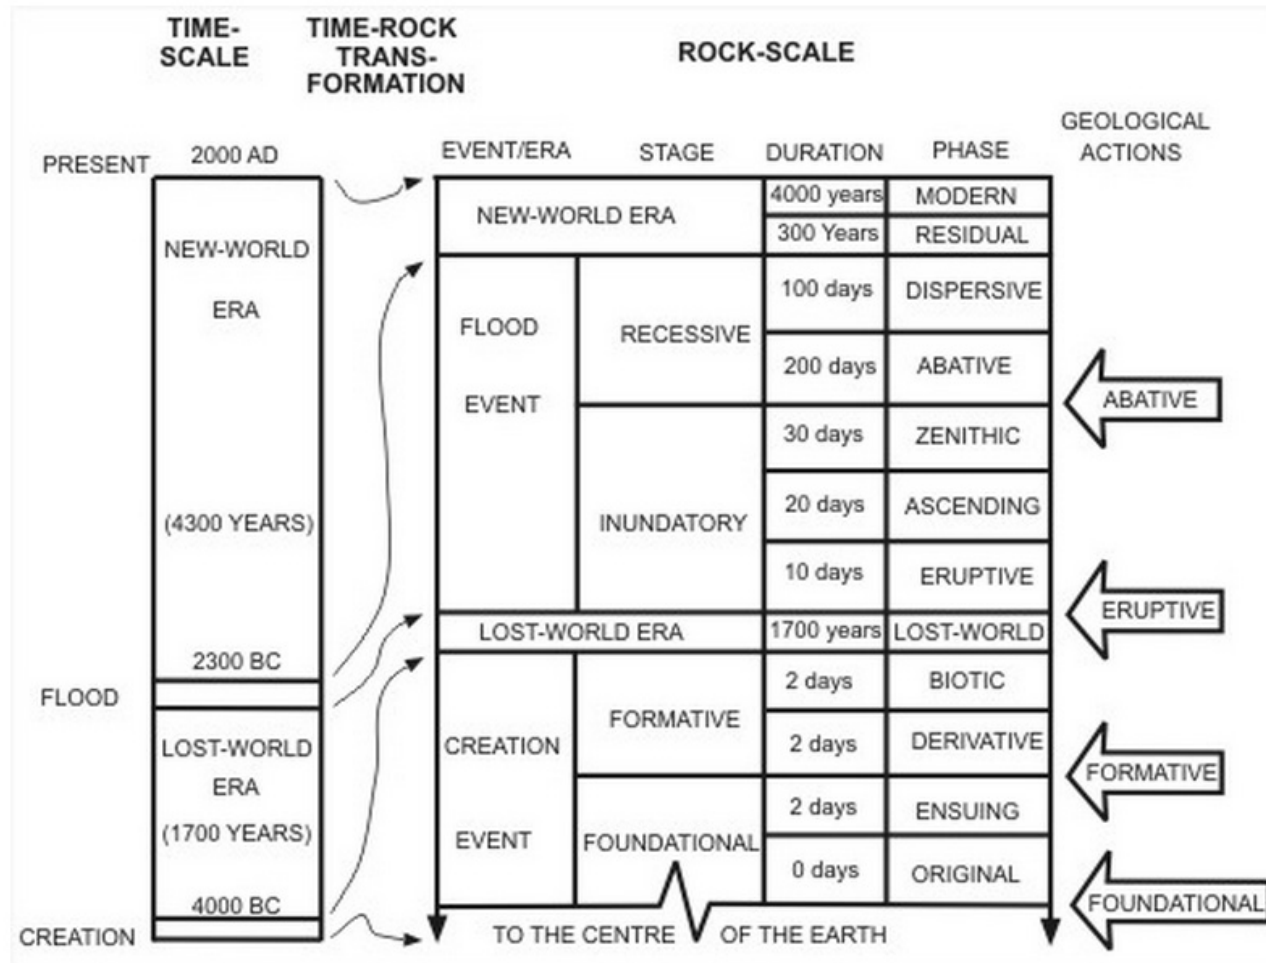 TIME-
SCALE
TIME-ROCK
TRANS-
FORMATION
ROCK-SCALE
GEOLOGICAL
ACTIONS
EVENT/ERA
STAGE
DURATION
PHASE
PRESENT
2000 AD
NEW-WORLD
ERA
(4300 YEARS)
2300 BC
FLOOD
LOST-WORLD
ERA
(1700 YEARS)
4000 BC
CREATION
NEW-WORLD ERA
4000 years
MODERN
300 Years
RESIDUAL
FLOOD
EVENT
RECESSIVE
100 days
DISPERSIVE
200 days
ABATIVE
INUNDATORY
30 days
ZENITHIC
20 days
ASCENDING
10 days
ERUPTIVE
LOST-WORLD ERA
1700 years
LOST-WORLD
CREATION
EVENT
FORMATIVE
2 days
BIOTIC
2 days
DERIVATIVE
FOUNDATIONAL
2 days
ENSUING
0 days
ORIGINAL
TO THE CENTRE OF THE EARTH
ABATIVE
ERUPTIVE
FORMATIVE
FOUNDATIONAL